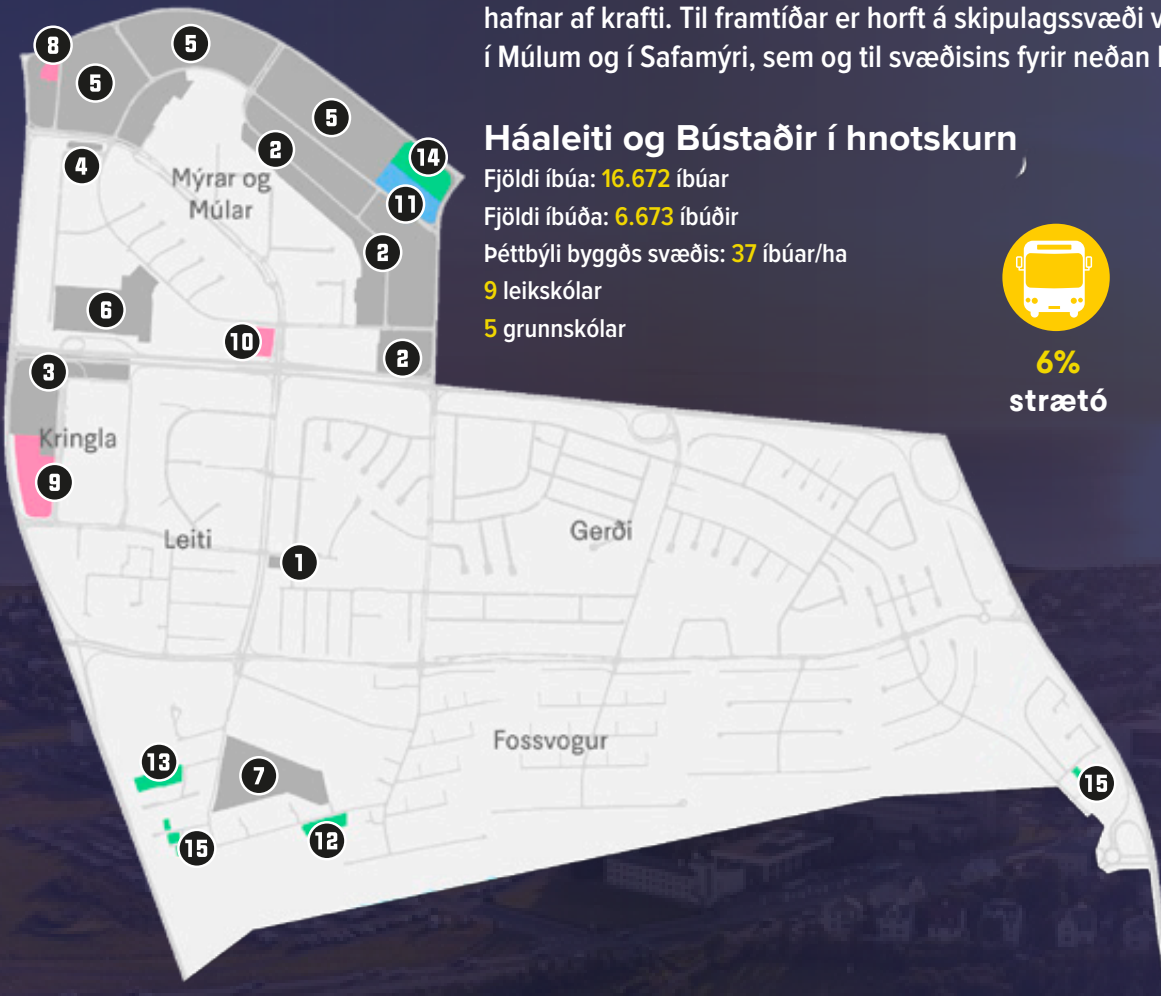 hafnar af krafti. Til framtíðar er horft á skipulagssvæði
í Múlum og í Safamýri, sem og til svæðisins fyrir neðan
Háaleiti og Bústaðir í hnotskurn
Fjöldi íbúa: 16.672 íbúar
Fjöldi íbúða: 6.673 íbúðir
Þéttbýli byggðs svæðis: 37 íbúar/ha
9 leikskólar
5 grunnskólar
6%
strætó
8
5
5
5
4
2
14
Mýrar og
Múlar
11
2
6
10
2
3
Kringla
9
Leiti
Gerði
1
Fossvogur
13
7
15
15
12